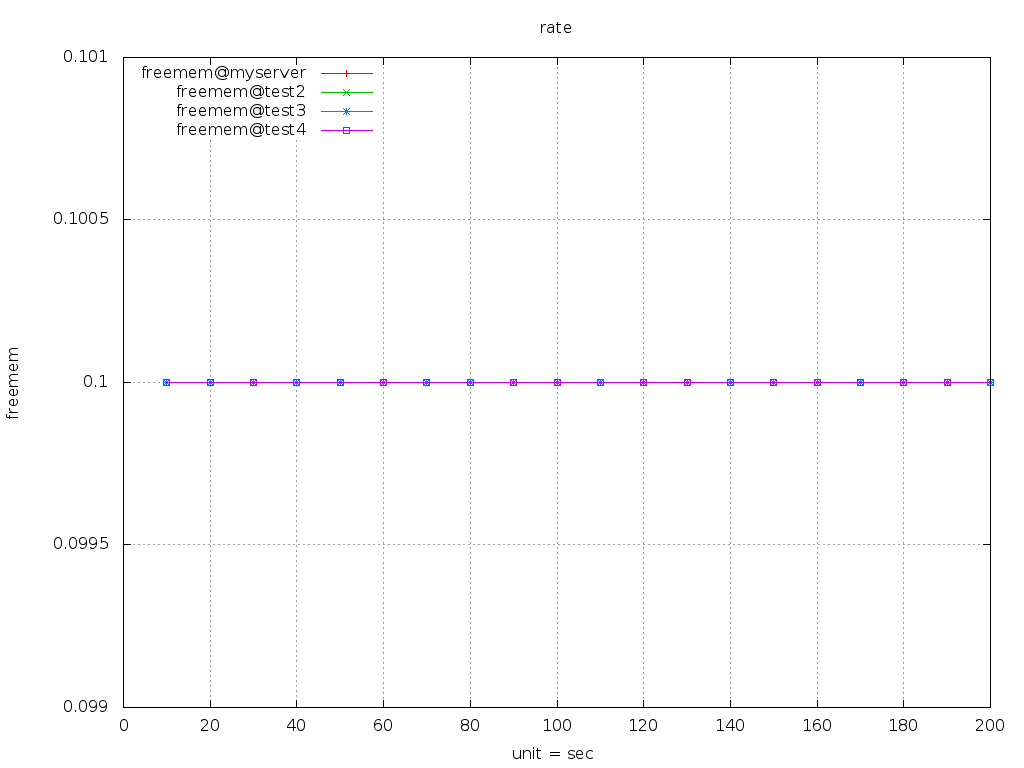 rate
0.101
freemem@myserver
freemem@test2
freemem@test3
freemem@test4
0.1005
freemem
0.1
0.0995
0.099
0 20 40 60 80 100 120 140 160 180 200
unit = sec